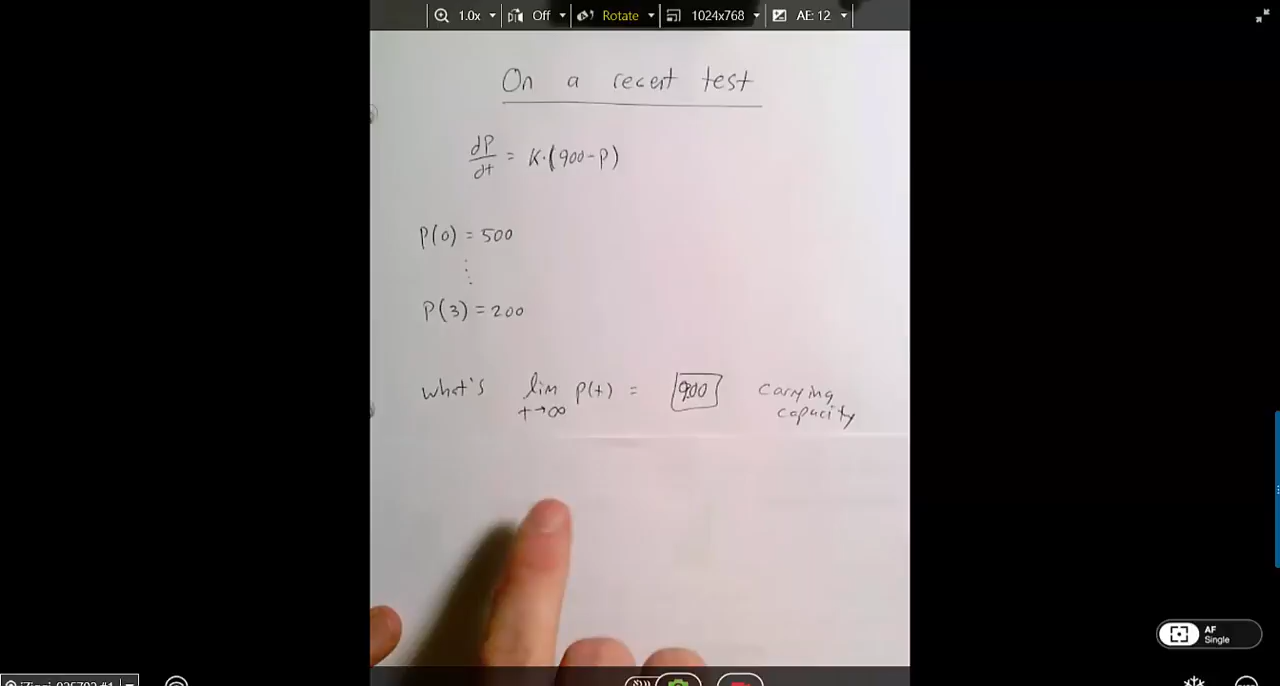 1.0x Off Rotate 1024x768 AE: 12
On a recent test
dP/dt = K·(900-P)
P(0) = 500
P(3) = 200
what's lim t→∞ P(t) = 900 carrying capacity
AF
Single